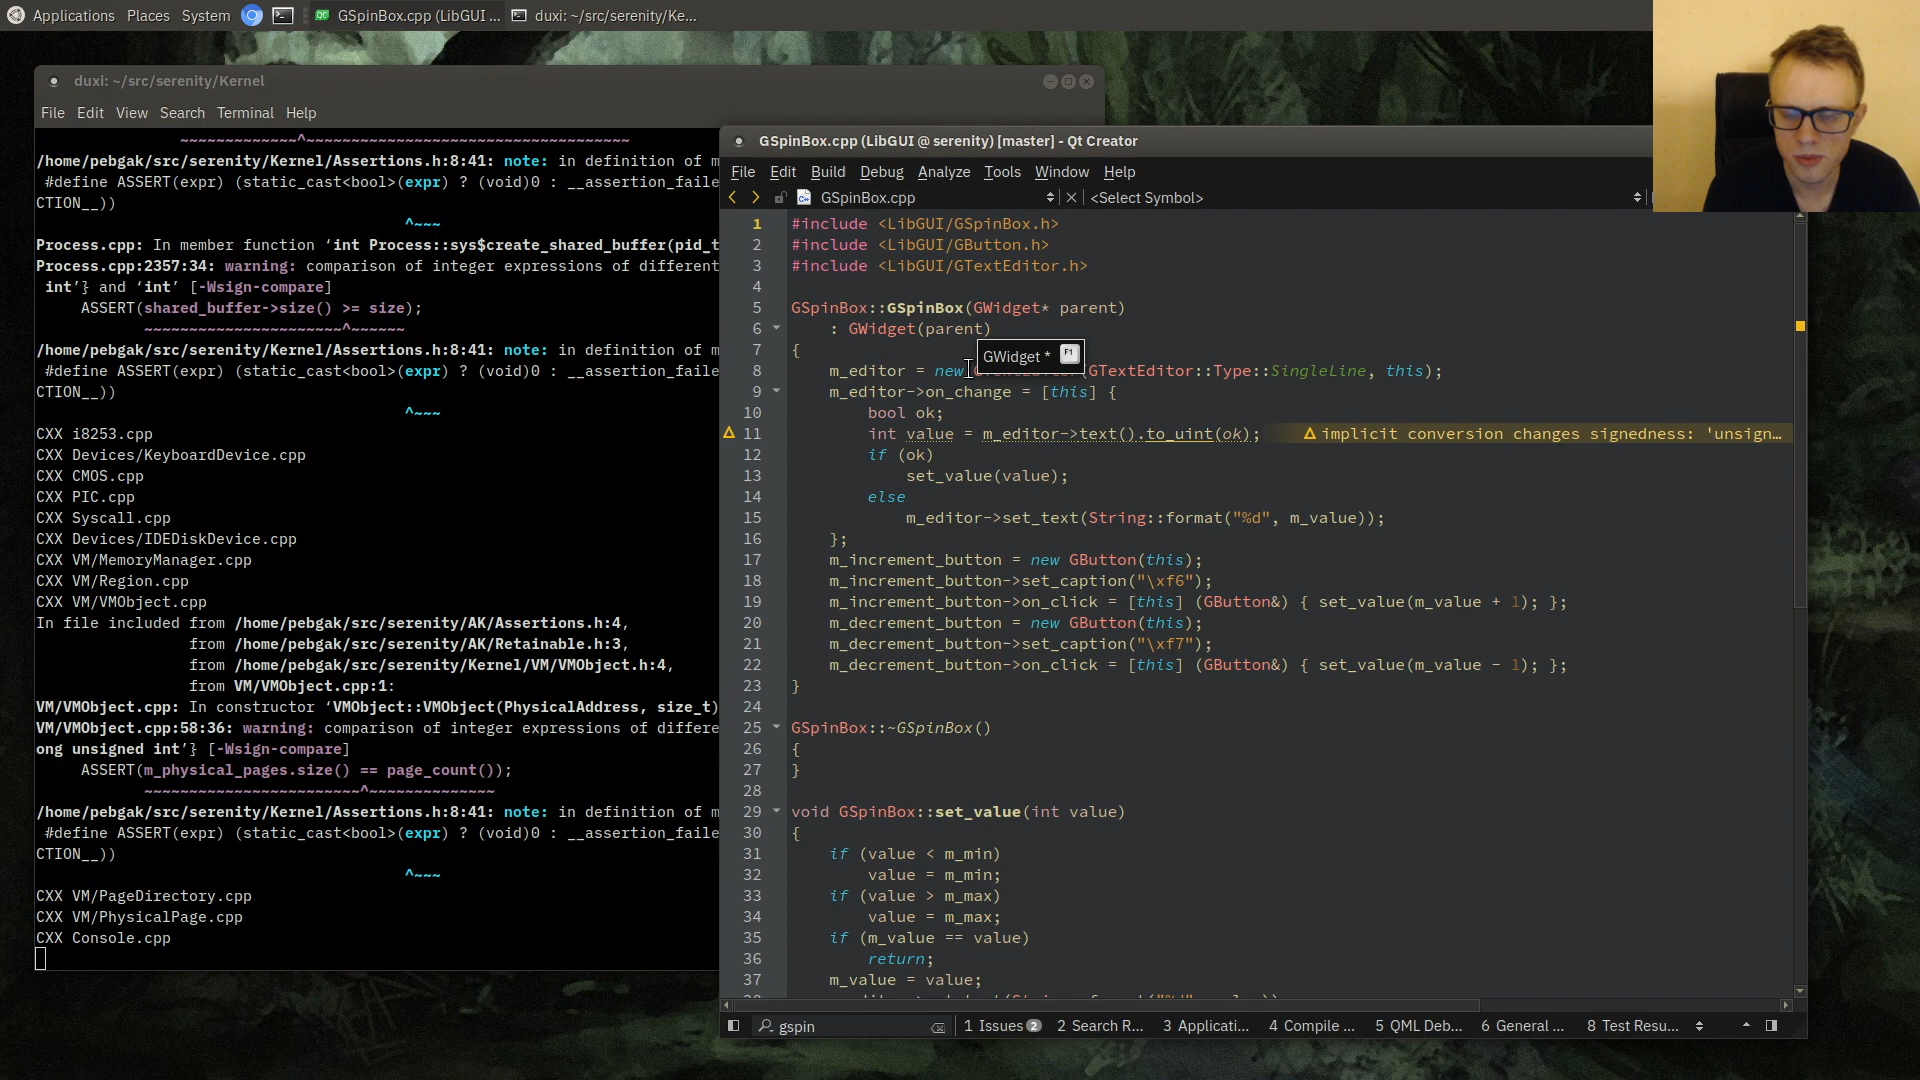 Applications Places System GSpinBox.cpp (LibGUI ... duxi: ~/src/serenity/Ke...
duxi: ~/src/serenity/Kernel
File Edit View Search Terminal Help
~~~~~~~~~~~~~^~~~~~~~~~~~~~~~~~~~~~~~~~~~~~~~~~~~~
/home/pebgak/src/serenity/Kernel/Assertions.h:8:41: note: in definition of m
#define ASSERT(expr) (static_cast<bool>(expr) ? (void)0 : __assertion_faile
CTION__))
^~~~
Process.cpp: In member function ‘int Process::sys$create_shared_buffer(pid_t
Process.cpp:2357:34: warning: comparison of integer expressions of different
int’} and ‘int’ [-Wsign-compare]
ASSERT(shared_buffer->size() >= size);
~~~~~~~~~~~~~~~~~~~~~~^~~~~~~
/home/pebgak/src/serenity/Kernel/Assertions.h:8:41: note: in definition of m
#define ASSERT(expr) (static_cast<bool>(expr) ? (void)0 : __assertion_faile
CTION__))
^~~~
CXX i8253.cpp
CXX Devices/KeyboardDevice.cpp
CXX CMOS.cpp
CXX PIC.cpp
CXX Syscall.cpp
CXX Devices/IDEDiskDevice.cpp
CXX VM/MemoryManager.cpp
CXX VM/Region.cpp
CXX VM/VMObject.cpp
In file included from /home/pebgak/src/serenity/AK/Assertions.h:4,
from /home/pebgak/src/serenity/AK/Retainable.h:3,
from /home/pebgak/src/serenity/Kernel/VM/VMObject.h:4,
from VM/VMObject.cpp:1:
VM/VMObject.cpp: In constructor ‘VMObject::VMObject(PhysicalAddress, size_t)
VM/VMObject.cpp:58:36: warning: comparison of integer expressions of differe
ong unsigned int’} [-Wsign-compare]
ASSERT(m_physical_pages.size() == page_count());
~~~~~~~~~~~~~~~~~~~~~~~~^~~~~~~~~~~~~~~
/home/pebgak/src/serenity/Kernel/Assertions.h:8:41: note: in definition of m
#define ASSERT(expr) (static_cast<bool>(expr) ? (void)0 : __assertion_faile
CTION__))
^~~~
CXX VM/PageDirectory.cpp
CXX VM/PhysicalPage.cpp
CXX Console.cpp
GSpinBox.cpp (LibGUI @ serenity) [master] - Qt Creator
File Edit Build Debug Analyze Tools Window Help
GSpinBox.cpp <Select Symbol>
1 #include <LibGUI/GSpinBox.h>
2 #include <LibGUI/GButton.h>
3 #include <LibGUI/GTextEditor.h>
4
5 GSpinBox::GSpinBox(GWidget* parent)
6 : GWidget(parent)
7 {
GWidget * F1
8 m_editor = new (GTextEditor::Type::SingleLine, this);
9 m_editor->on_change = [this] {
10 bool ok;
11 int value = m_editor->text().to_uint(ok); implicit conversion changes signedness: 'unsign...
12 if (ok)
13 set_value(value);
14 else
15 m_editor->set_text(String::format("%d", m_value));
16 };
17 m_increment_button = new GButton(this);
18 m_increment_button->set_caption("\xf6");
19 m_increment_button->on_click = [this] (GButton&) { set_value(m_value + 1); };
20 m_decrement_button = new GButton(this);
21 m_decrement_button->set_caption("\xf7");
22 m_decrement_button->on_click = [this] (GButton&) { set_value(m_value - 1); };
23 }
24
25 GSpinBox::~GSpinBox()
26 {
27 }
28
29 void GSpinBox::set_value(int value)
30 {
31 if (value < m_min)
32 value = m_min;
33 if (value > m_max)
34 value = m_max;
35 if (m_value == value)
36 return;
37 m_value = value;
gspin 1 Issues 2 2 Search R... 3 Applicati... 4 Compile ... 5 QML Deb... 6 General ... 8 Test Resu...